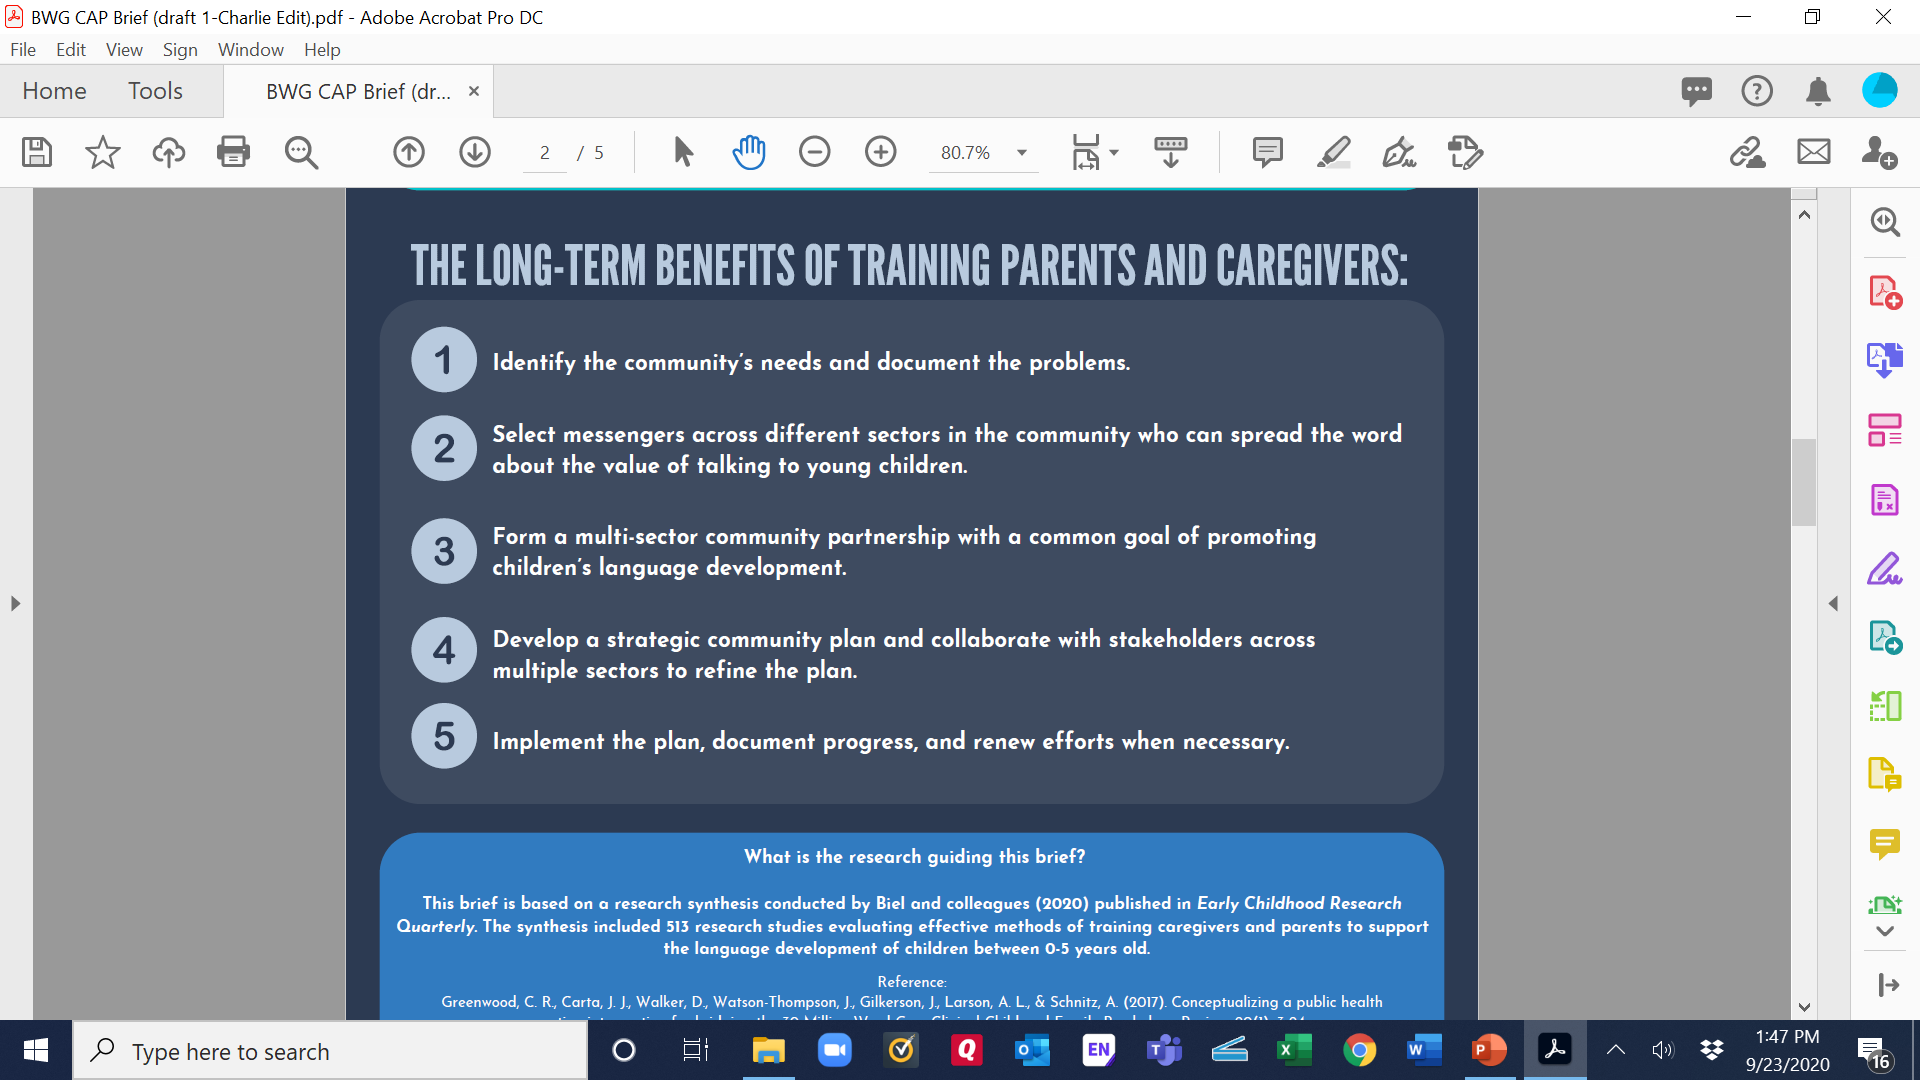 BWG CAP Brief (draft 1-Charlie Edit).pdf - Adobe Acrobat Pro DC
File Edit View Sign Window Help
Home Tools BWG CAP Brief (dr... ×
2 / 5 80.7%
THE LONG-TERM BENEFITS OF TRAINING PARENTS AND CAREGIVERS:
1 Identify the community's needs and document the problems.
2 Select messengers across different sectors in the community who can spread the word
about the value of talking to young children.
3 Form a multi-sector community partnership with a common goal of promoting
children's language development.
4 Develop a strategic community plan and collaborate with stakeholders across
multiple sectors to refine the plan.
5 Implement the plan, document progress, and renew efforts when necessary.
What is the research guiding this brief?
This brief is based on a research synthesis conducted by Biel and colleagues (2020) published in Early Childhood Research
Quarterly. The synthesis included 513 research studies evaluating effective methods of training caregivers and parents to support
the language development of children between 0-5 years old.
Reference:
Greenwood, C. R., Carta, J. J., Walker, D., Watson-Thompson, J., Gilkerson, J., Larson, A. L., & Schnitz, A. (2017). Conceptualizing a public health
Type here to search
EN
1:47 PM
9/23/2020
16